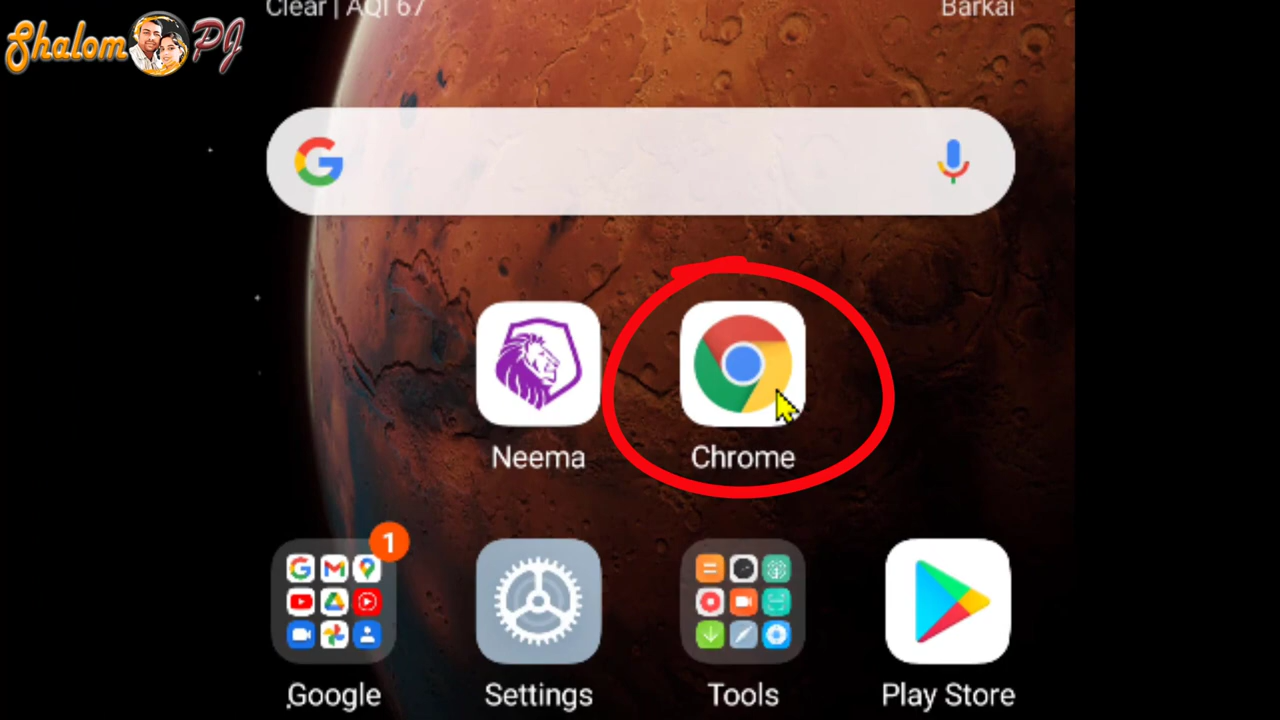 Shalom PJ
Clear | AQI 67
Barkai
Neema
Chrome
1
Google
Settings
Tools
Play Store